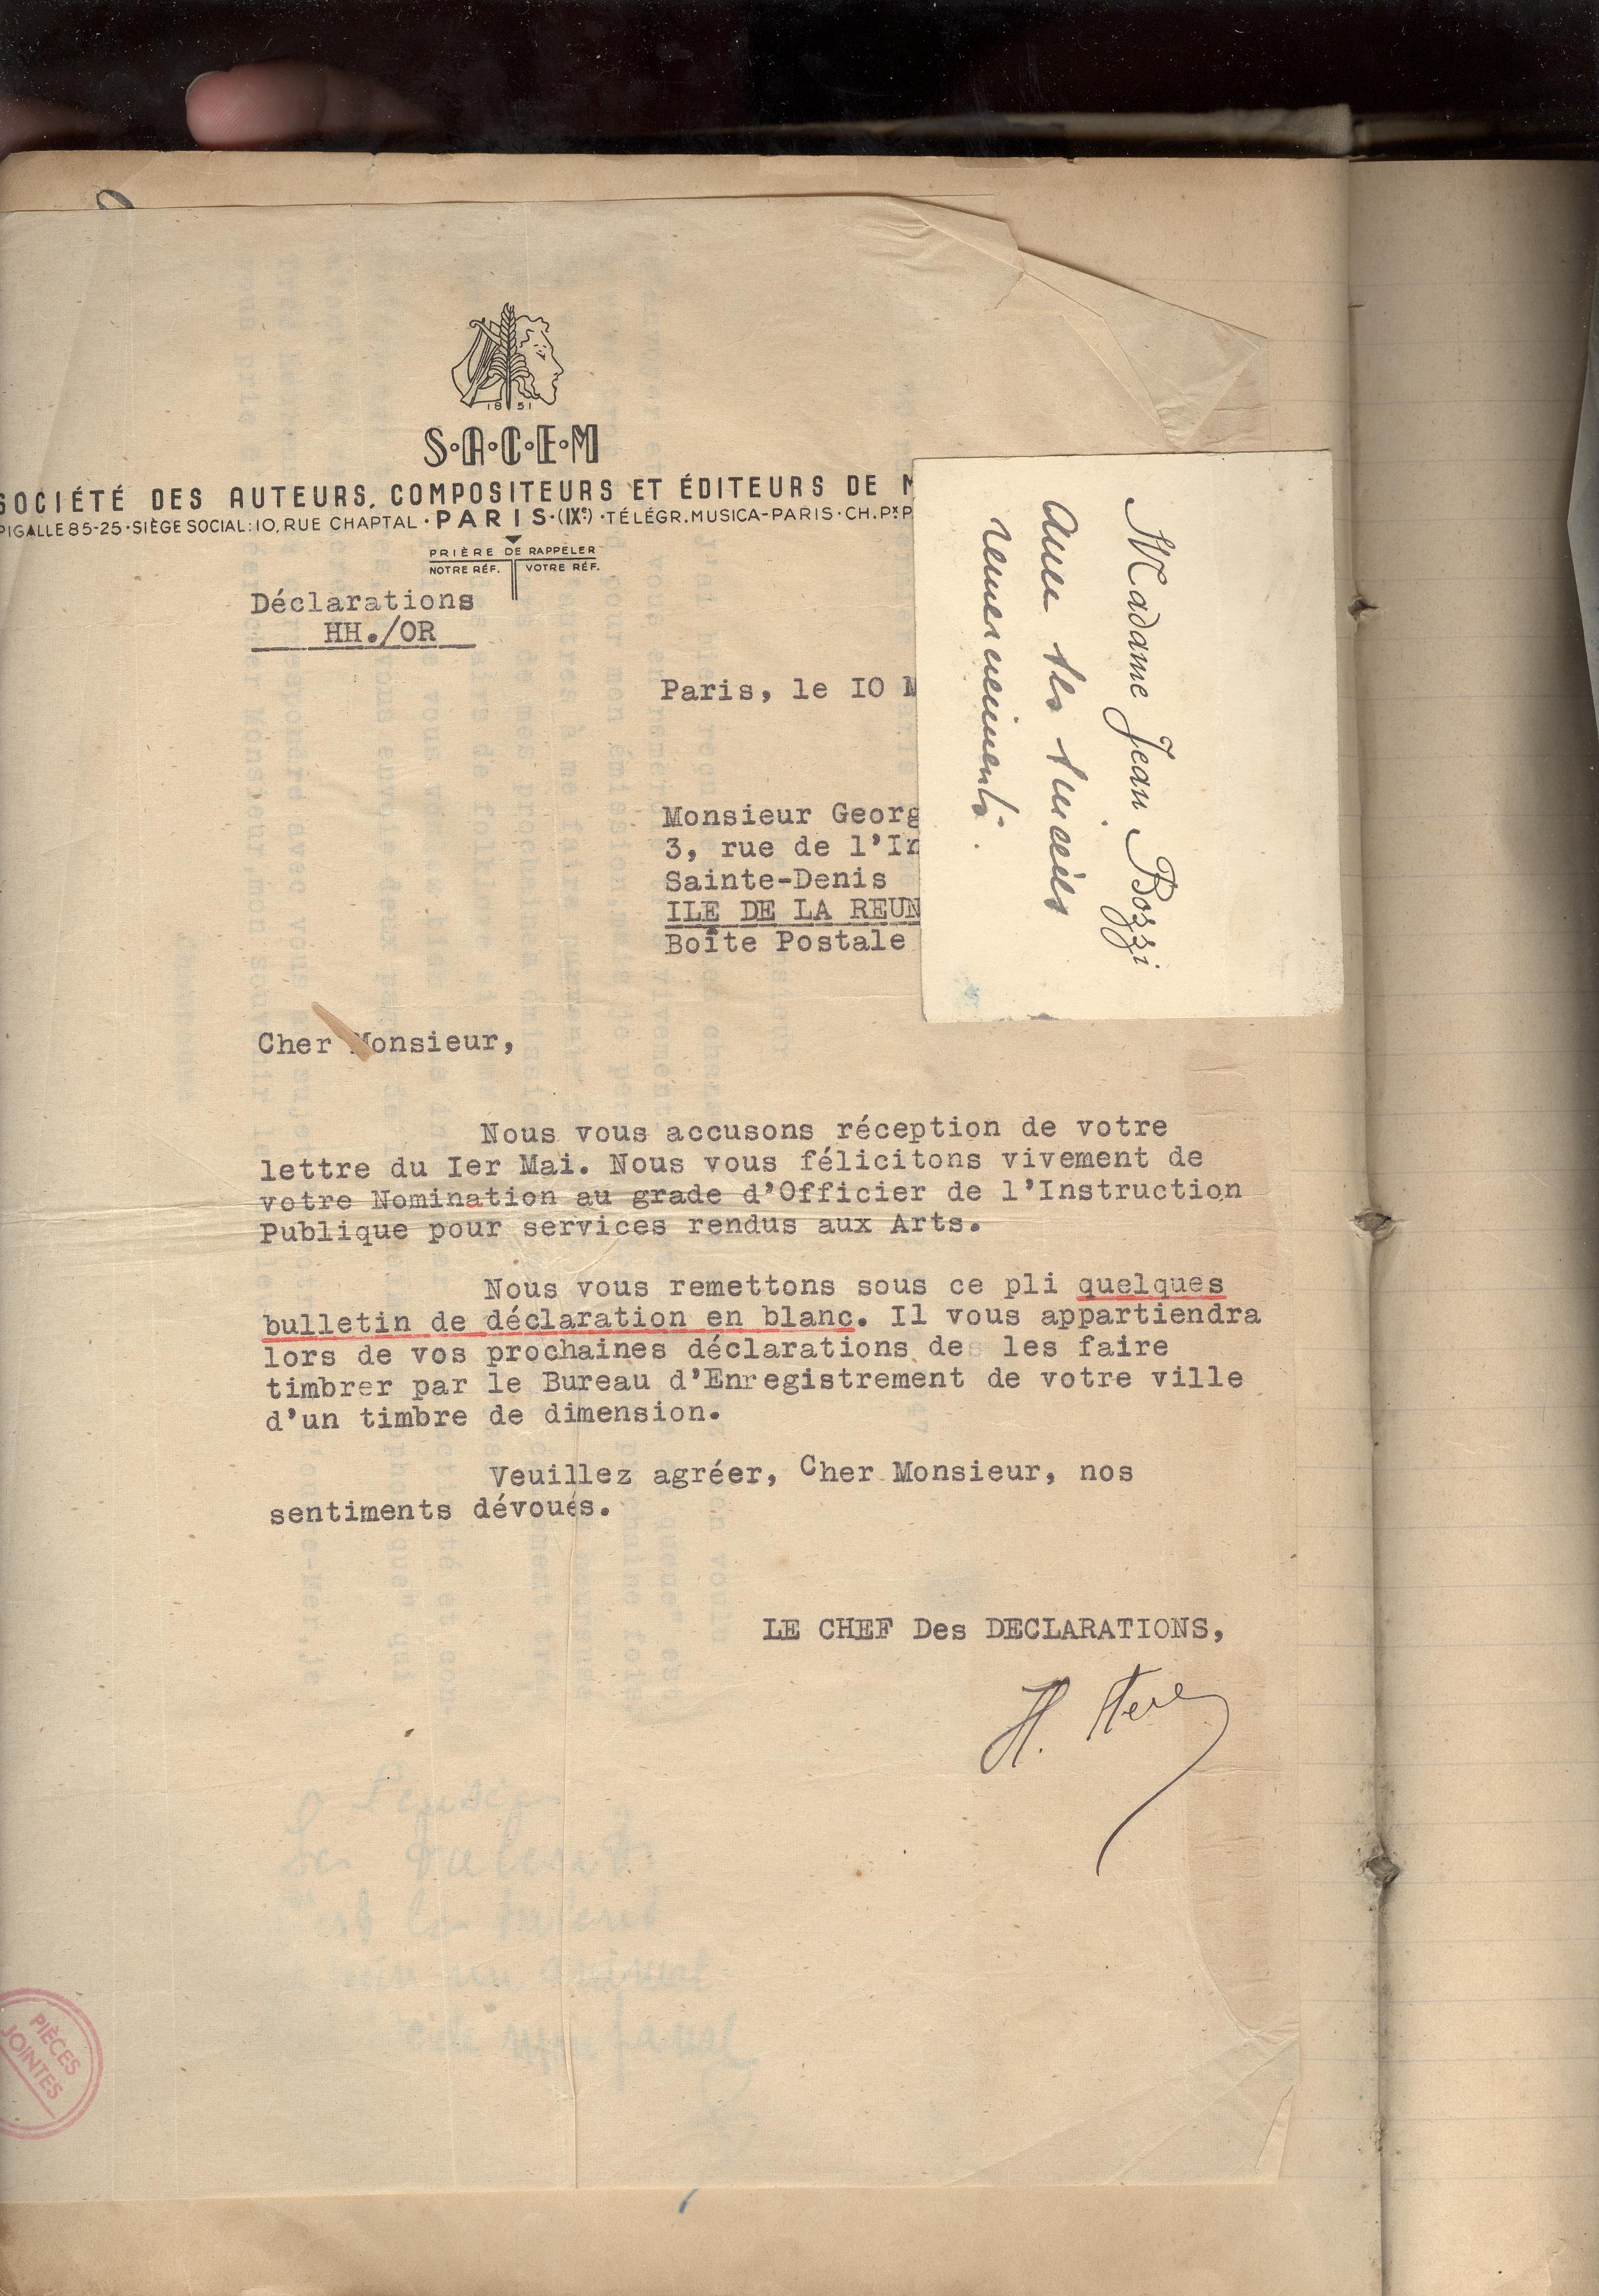 1851
S·A·C·E·M
SOCIÉTÉ DES AUTEURS, COMPOSITEURS ET ÉDITEURS DE M
PIGALLE 85-25·SIÈGE SOCIAL: 10, RUE CHAPTAL·PARIS·(IXe)·TÉLÉGR. MUSICA-PARIS·CH. Px P
PRIÈRE DE RAPPELER
NOTRE RÉF. VOTRE RÉF.
Déclarations
HH./OR
Paris, le IO M
Monsieur Georg
3, rue de l'In
Sainte-Denis
ILE DE LA REUN
Boîte Postale
Madame Jean Bozzi
avec ses succès
remerciements.
Cher Monsieur,
Nous vous accusons réception de votre
lettre du Ier Mai. Nous vous félicitons vivement de
votre Nomination au grade d'Officier de l'Instruction
Publique pour services rendus aux Arts.
Nous vous remettons sous ce pli quelques
bulletin de déclaration en blanc. Il vous appartiendra
lors de vos prochaines déclarations des les faire
timbrer par le Bureau d'Enregistrement de votre ville
d'un timbre de dimension.
Veuillez agréer, Cher Monsieur, nos
sentiments dévoués.
LE CHEF Des DECLARATIONS,
H.
PIÈCES
JOINTES